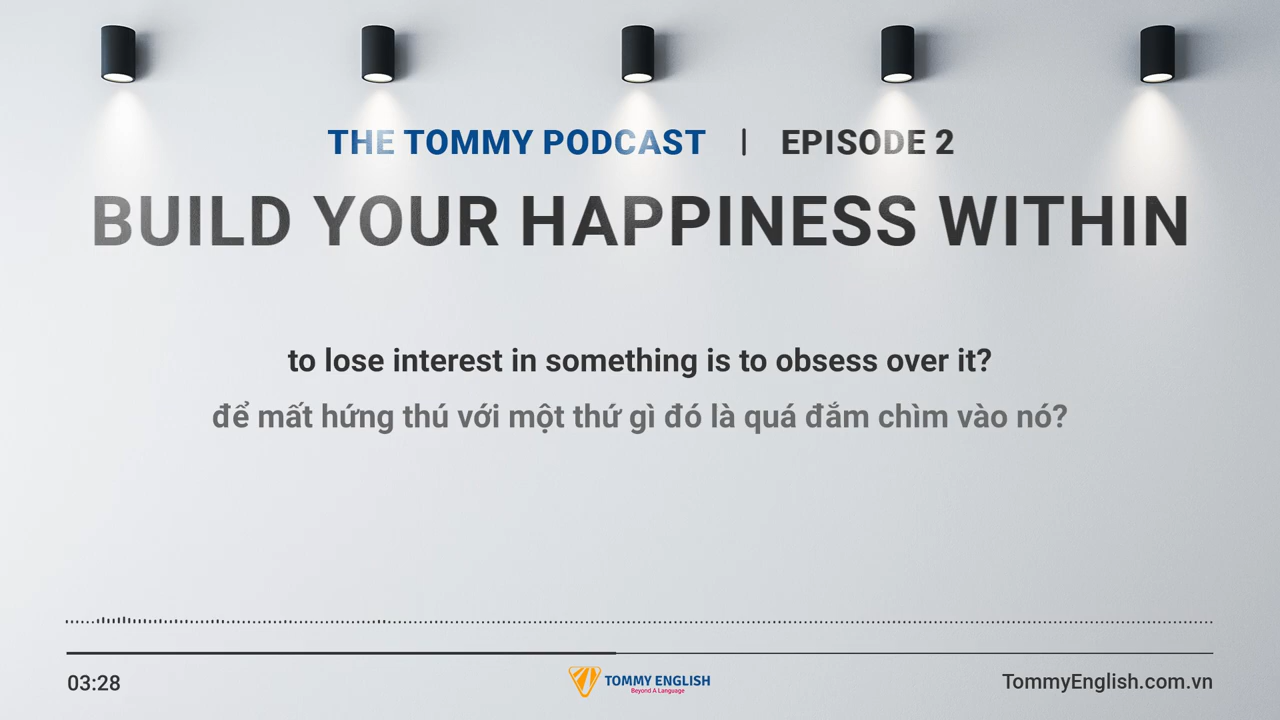 THE TOMMY PODCAST | EPISODE 2
BUILD YOUR HAPPINESS WITHIN
to lose interest in something is to obsess over it?
để mất hứng thú với một thứ gì đó là quá đắm chìm vào nó?
03:28
TOMMY ENGLISH
Beyond A Language
TommyEnglish.com.vn